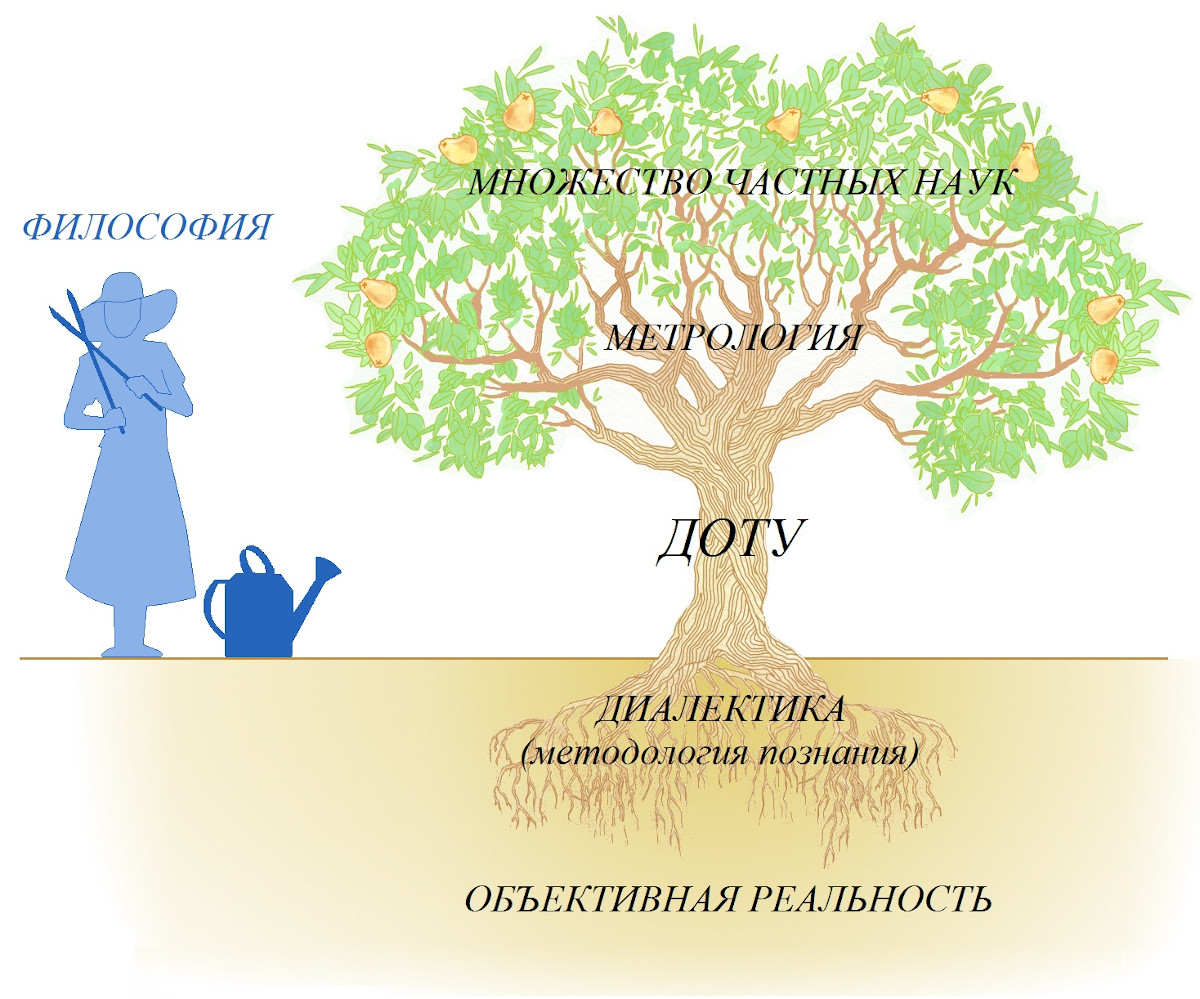 МНОЖЕСТВО ЧАСТНЫХ НАУК
ФИЛОСОФИЯ
МЕТРОЛОГИЯ
ДОТУ
ДИАЛЕКТИКА
(методология познания)
ОБЪЕКТИВНАЯ РЕАЛЬНОСТЬ